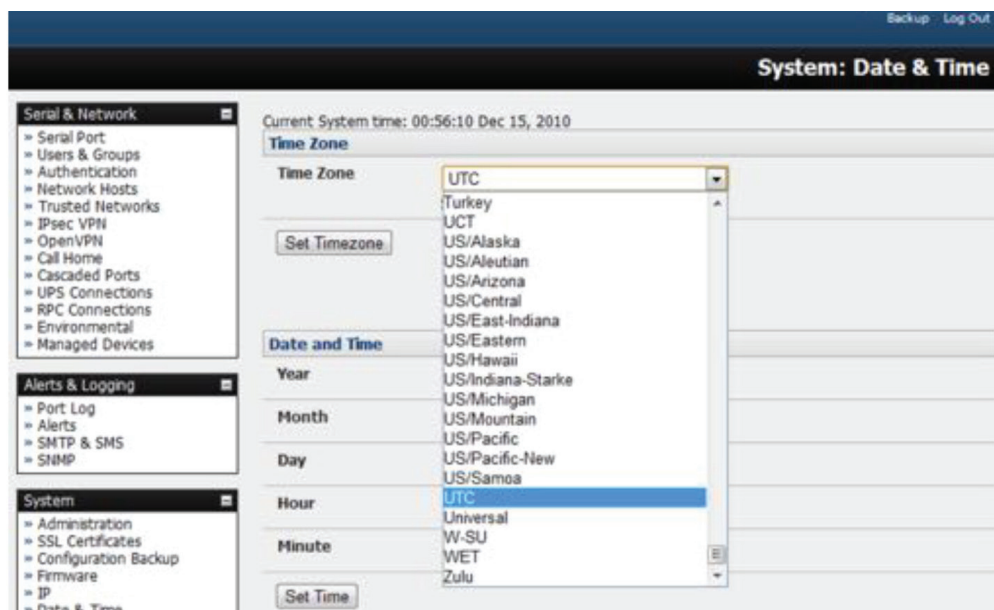 Backup Log Out
System: Date & Time
Serial & Network
» Serial Port
» Users & Groups
» Authentication
» Network Hosts
» Trusted Networks
» IPsec VPN
» OpenVPN
» Call Home
» Cascaded Ports
» UPS Connections
» RPC Connections
» Environmental
» Managed Devices
Alerts & Logging
» Port Log
» Alerts
» SMTP & SMS
» SNMP
System
» Administration
» SSL Certificates
» Configuration Backup
» Firmware
» IP
» Date & Time
Current System time: 00:56:10 Dec 15, 2010
Time Zone
Time Zone
UTC
Turkey
UCT
US/Alaska
US/Aleutian
US/Arizona
US/Central
US/East-Indiana
US/Eastern
US/Hawaii
US/Indiana-Starke
US/Michigan
US/Mountain
US/Pacific
US/Pacific-New
US/Samoa
UTC
Universal
W-SU
WET
Zulu
Set Timezone
Date and Time
Year
Month
Day
Hour
Minute
Set Time